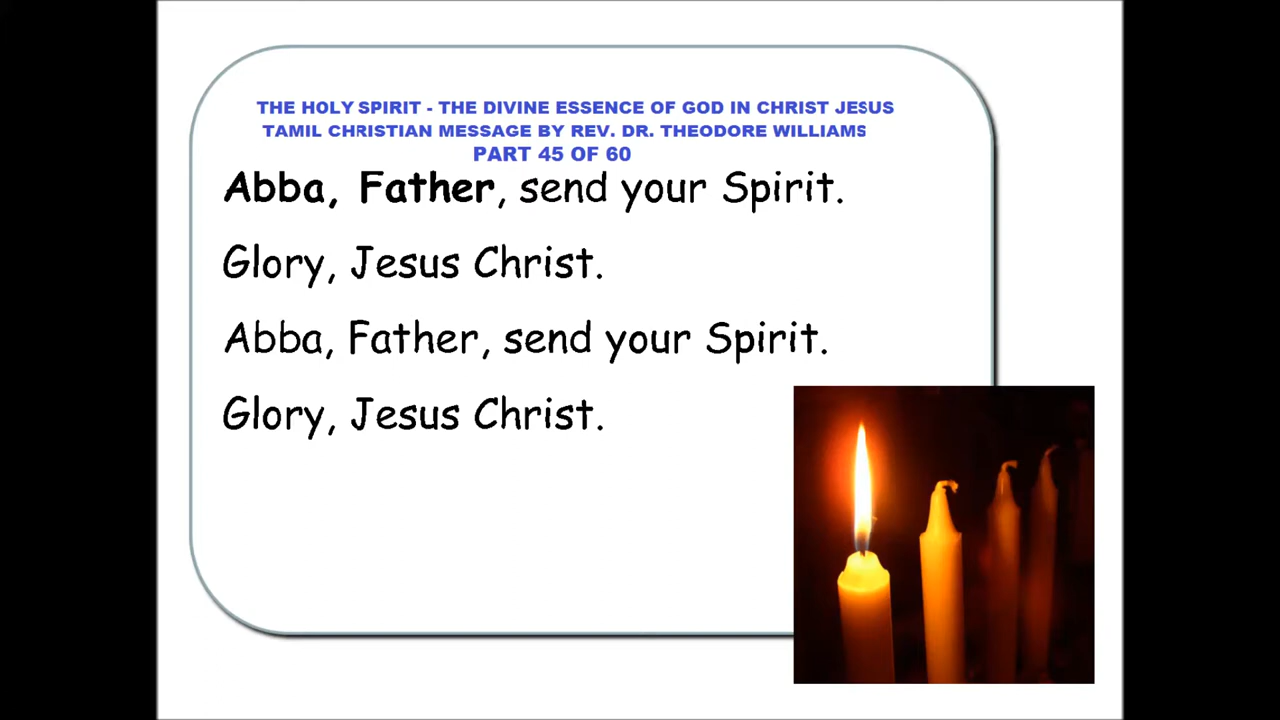 THE HOLY SPIRIT - THE DIVINE ESSENCE OF GOD IN CHRIST JESUS
TAMIL CHRISTIAN MESSAGE BY REV. DR. THEODORE WILLIAMS
PART 45 OF 60
Abba, Father, send your Spirit.
Glory, Jesus Christ.
Abba, Father, send your Spirit.
Glory, Jesus Christ.